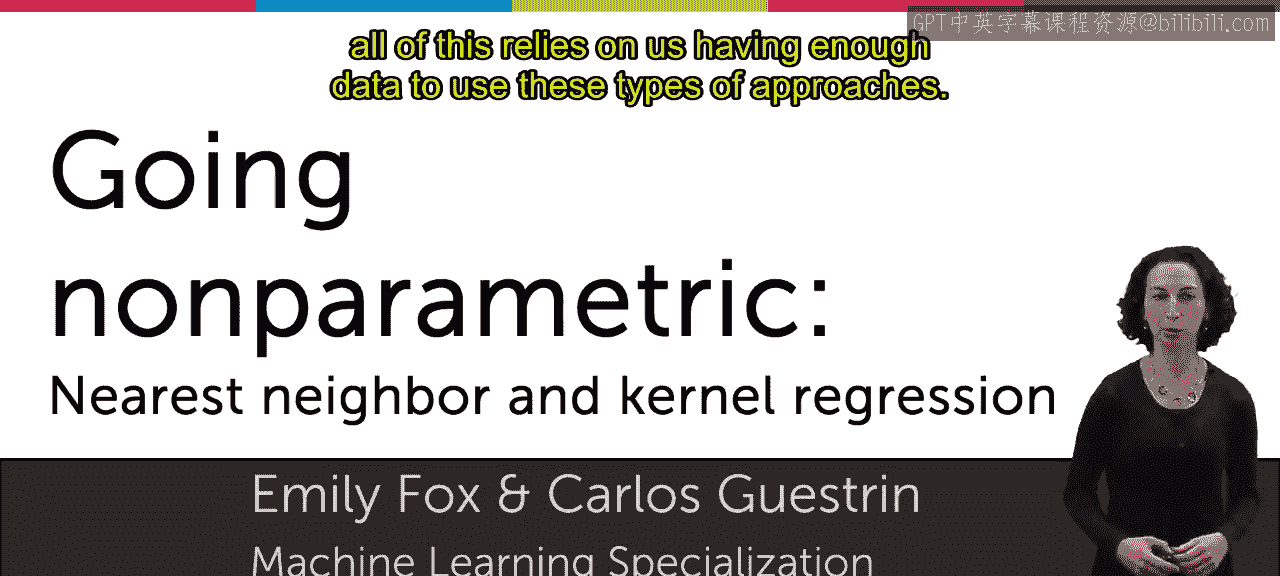 GPT中英字幕课程资源@bilibili.com
all of this relies on us having enough
data to use these types of approaches.
Going
nonparametric:
Nearest neighbor and kernel regression
Emily Fox & Carlos Guestrin
Machine Learning Specialization